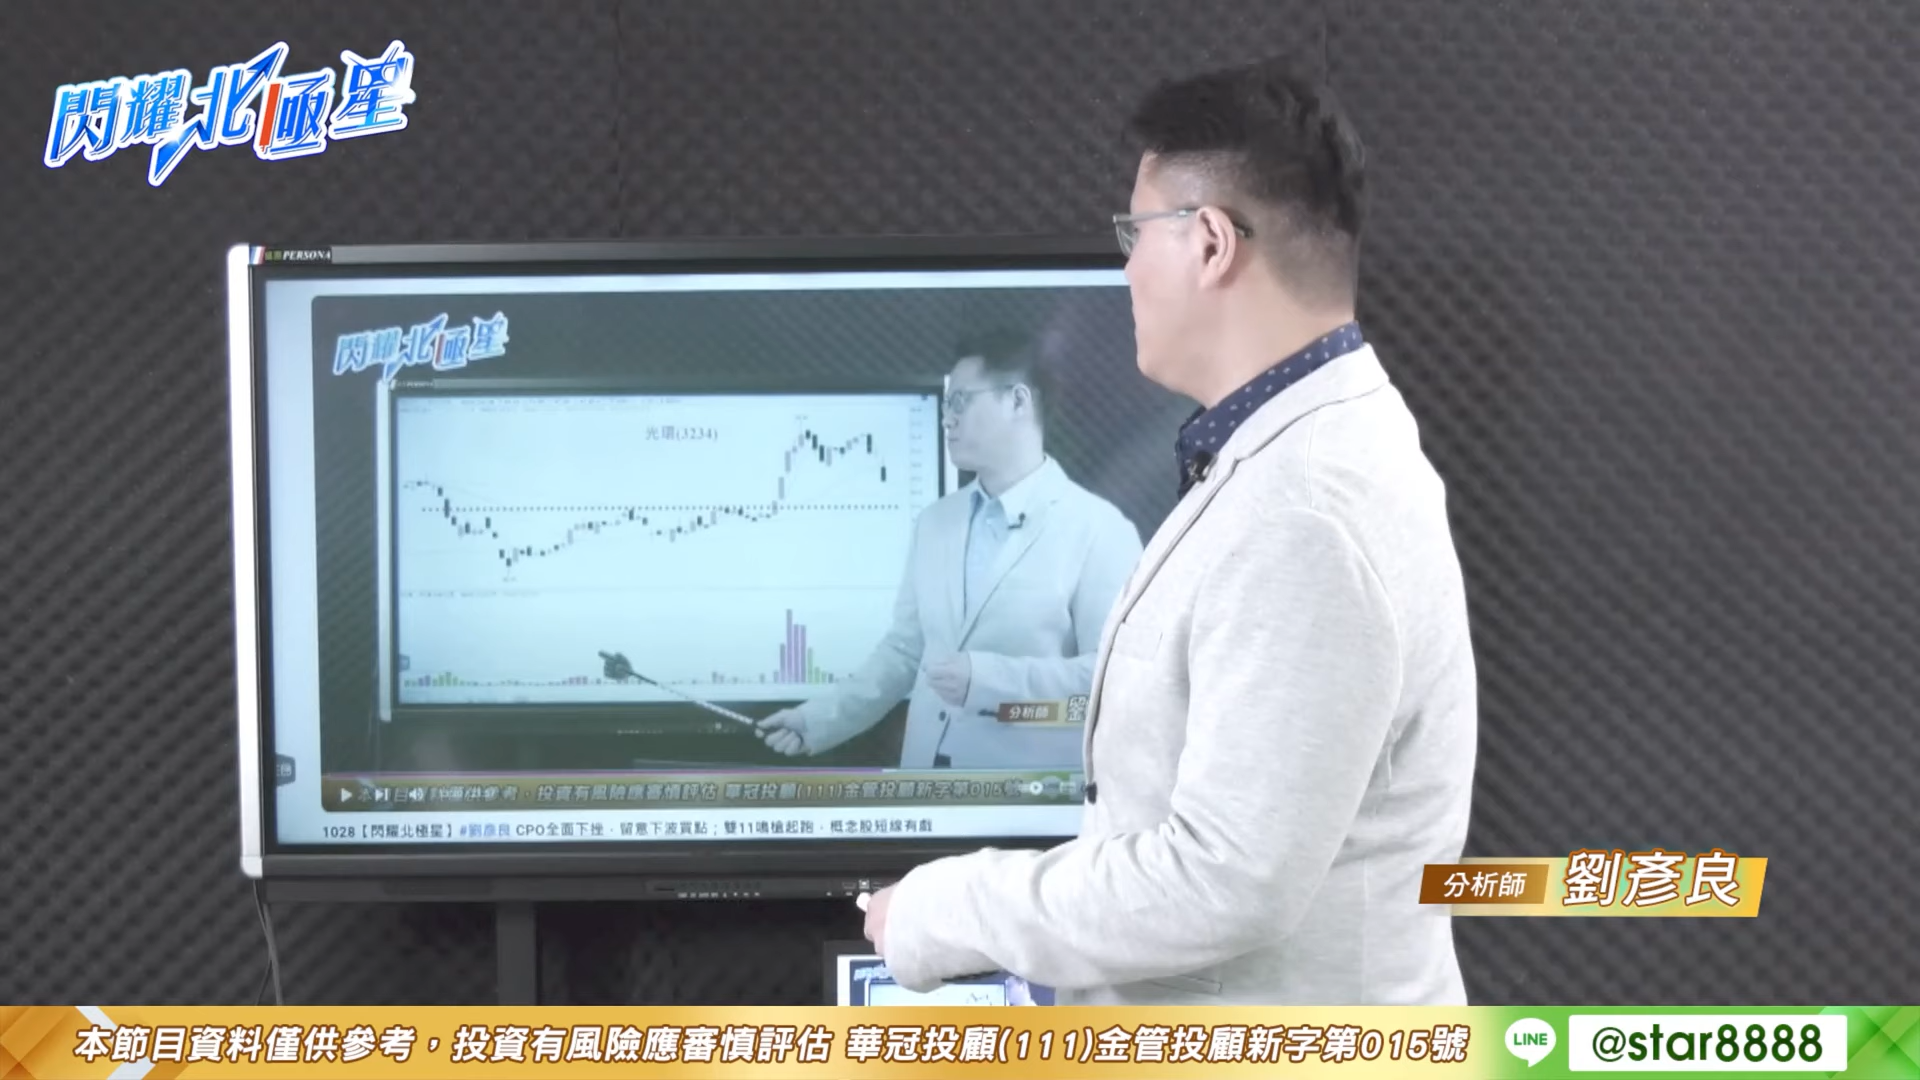 閃耀北極星
PERSONA
閃耀北極星
光環(3234)
分析師
本節目資料僅供參考，投資有風險應審慎評估 華冠投顧(111)金管投顧新字第015號
1028【閃耀北極星】#劉彥良 CPO全面下挫，留意下波買點；雙11鳴槍起跑，概念股短線有戲
分析師 劉彥良
本節目資料僅供參考，投資有風險應審慎評估 華冠投顧(111)金管投顧新字第015號
LINE @star8888